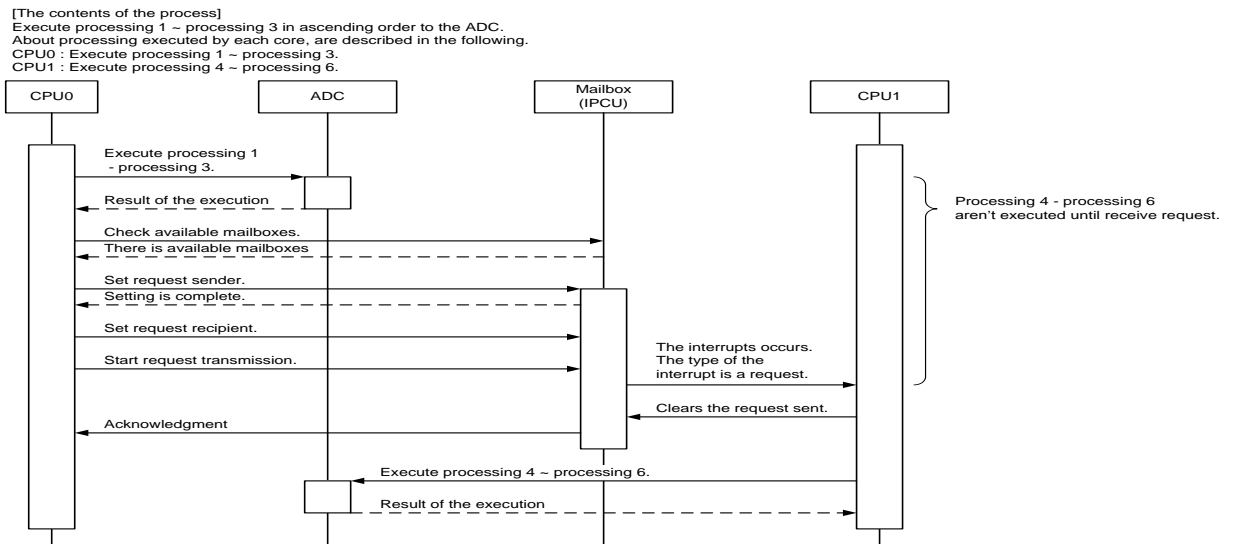 [The contents of the process]
Execute processing 1 ~ processing 3 in ascending order to the ADC.
About processing executed by each core, are described in the following.
CPU0 : Execute processing 1 ~ processing 3.
CPU1 : Execute processing 4 ~ processing 6.
CPU0
ADC
Mailbox
(IPCU)
CPU1
Execute processing 1
- processing 3.
Result of the execution
Processing 4 - processing 6
aren't executed until receive request.
Check available mailboxes.
There is available mailboxes
Set request sender.
Setting is complete.
Set request recipient.
Start request transmission.
The interrupts occurs.
The type of the
interrupt is a request.
Clears the request sent.
Acknowledgment
Execute processing 4 ~ processing 6.
Result of the execution